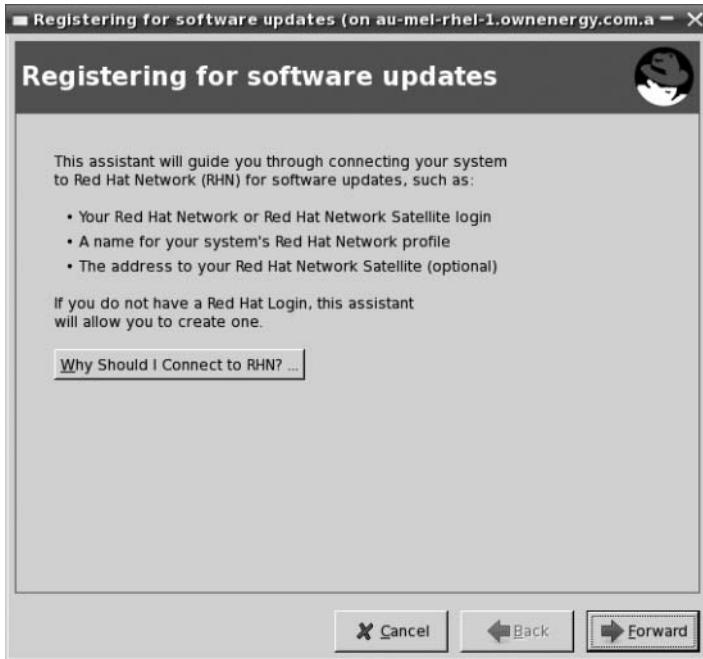 Registering for software updates (on au-mel-rhel-1.ownenergy.com.a
Registering for software updates
This assistant will guide you through connecting your system
to Red Hat Network (RHN) for software updates, such as:
• Your Red Hat Network or Red Hat Network Satellite login
• A name for your system's Red Hat Network profile
• The address to your Red Hat Network Satellite (optional)
If you do not have a Red Hat Login, this assistant
will allow you to create one.
Why Should I Connect to RHN? ...
Cancel
Back
Forward